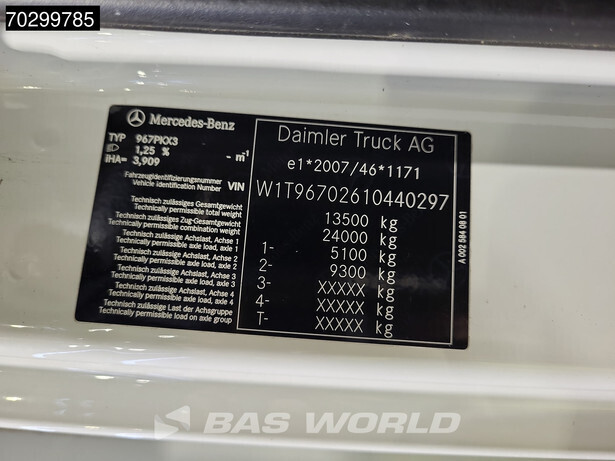 70299785
Mercedes-Benz
TYP 967PKX3
1,25 % - m⁻¹
iHA= 3,909
Fahrzeugidentifizierungsnummer
Vehicle Identification Number VIN
Technisch zulässiges Gesamtgewicht
Technically permissible total weight
Technisch zulässiges Zug-Gesamtgewicht
Technically permissible combination weight
Technisch zulässige Achslast, Achse 1
Technically permissible axle load, axle 1
Technisch zulässige Achslast, Achse 2
Technically permissible axle load, axle 2
Technisch zulässige Achslast, Achse 3
Technically permissible axle load, axle 3
Technisch zulässige Achslast, Achse 4
Technically permissible axle load, axle 4
Technisch zulässige Last der Achsgruppe
Technically permissible load on axle group
Daimler Truck AG
e1*2007/46*1171
W1T96702610440297
13500 kg
24000 kg
1- 5100 kg
2- 9300 kg
3- XXXXX kg
4- XXXXX kg
T- XXXXX kg
A 002 584 08 01
BAS WORLD